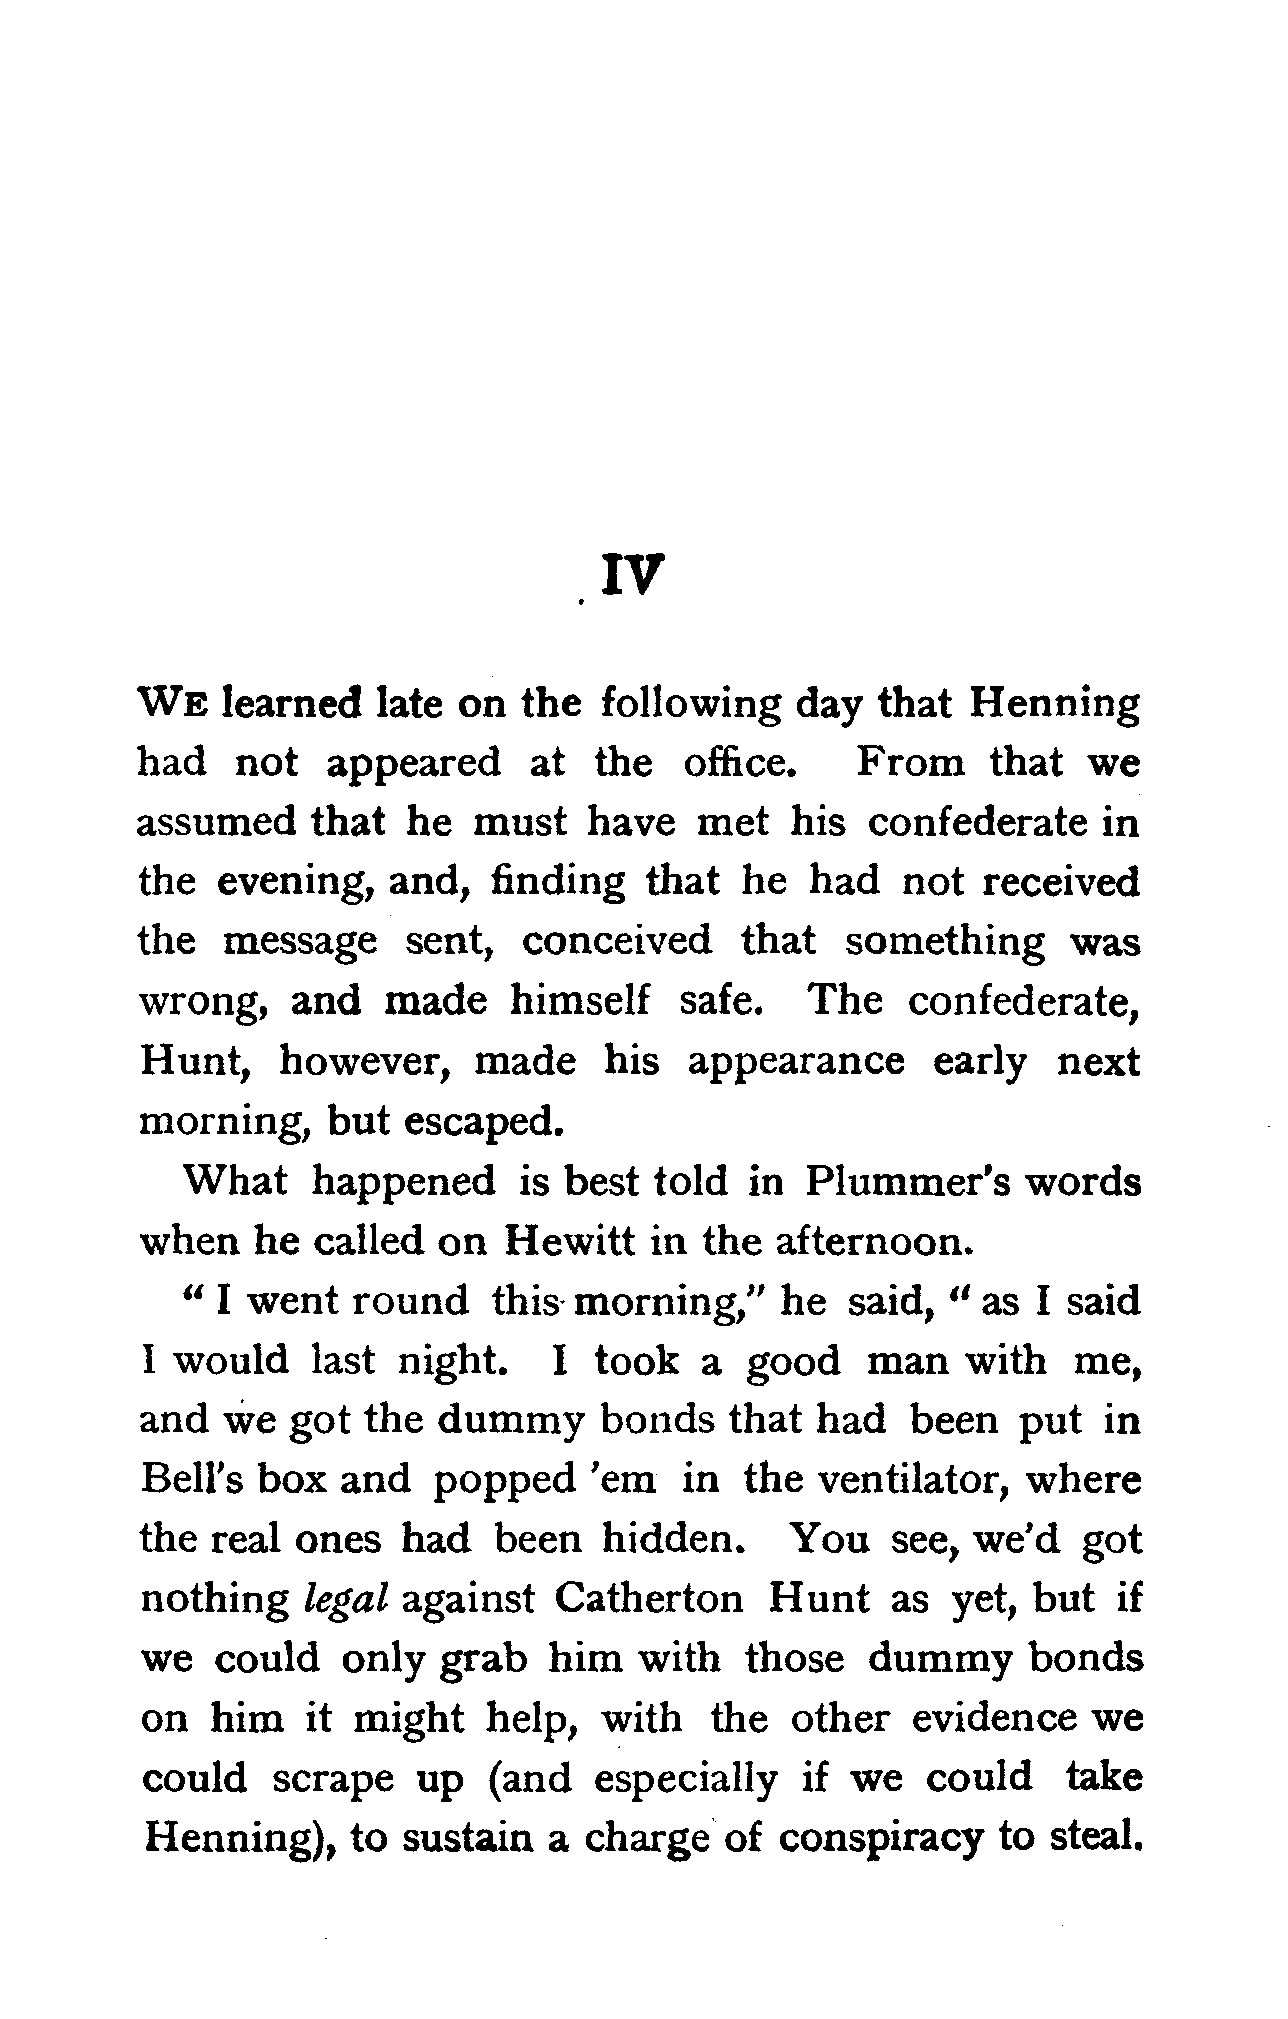 IV
WE learned late on the following day that Henning
had not appeared at the office. From that we
assumed that he must have met his confederate in
the evening, and, finding that he had not received
the message sent, conceived that something was
wrong, and made himself safe. The confederate,
Hunt, however, made his appearance early next
morning, but escaped.
What happened is best told in Plummer's words
when he called on Hewitt in the afternoon.
" I went round this morning," he said, " as I said
I would last night. I took a good man with me,
and we got the dummy bonds that had been put in
Bell's box and popped 'em in the ventilator, where
the real ones had been hidden. You see, we'd got
nothing legal against Catherton Hunt as yet, but if
we could only grab him with those dummy bonds
on him it might help, with the other evidence we
could scrape up (and especially if we could take
Henning), to sustain a charge of conspiracy to steal.